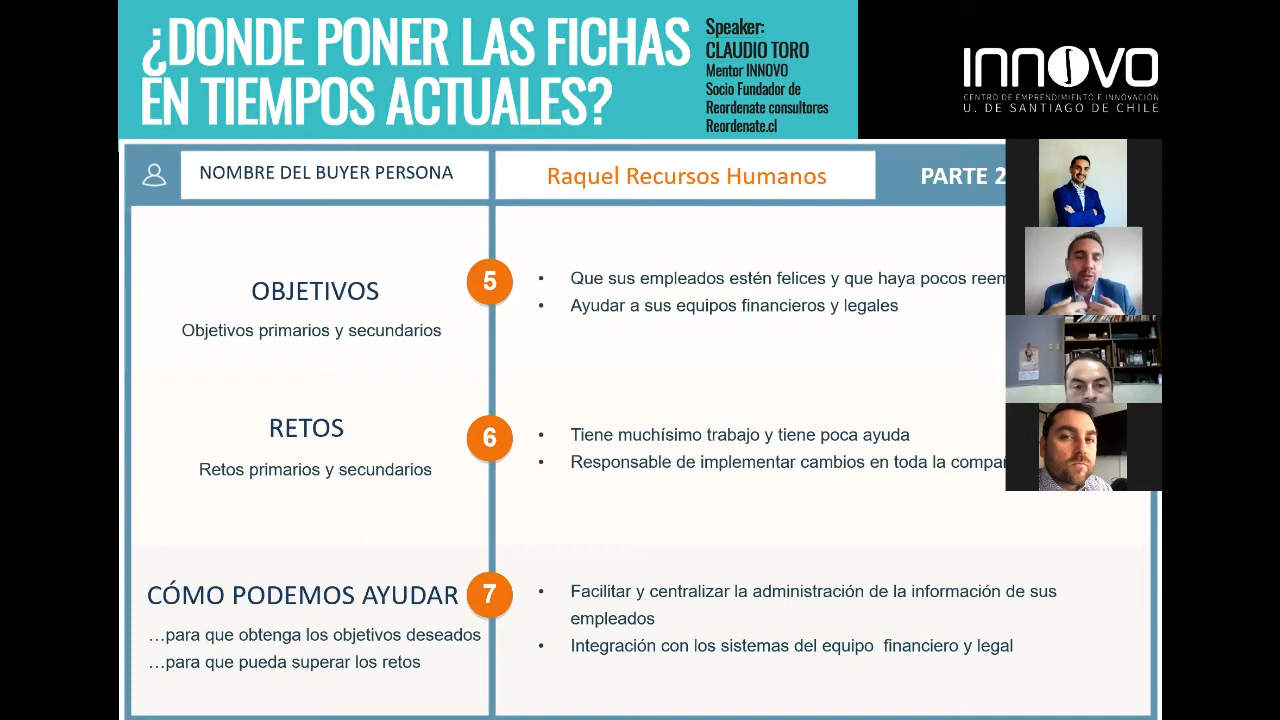 ¿DONDE PONER LAS FICHAS
EN TIEMPOS ACTUALES?
Speaker:
CLAUDIO TORO
Mentor INNOVO
Socio Fundador de
Reordenate consultores
Reordenate.cl
INNOVO
CENTRO DE EMPRENDIMIENTO E INNOVACIÓN
U. DE SANTIAGO DE CHILE
NOMBRE DEL BUYER PERSONA
Raquel Recursos Humanos
PARTE 2
OBJETIVOS
Objetivos primarios y secundarios
5
• Que sus empleados estén felices y que haya pocos
• Ayudar a sus equipos financieros y legales
RETOS
Retos primarios y secundarios
6
• Tiene muchísimo trabajo y tiene poca ayuda
• Responsable de implementar cambios en toda la
CÓMO PODEMOS AYUDAR
…para que obtenga los objetivos deseados
…para que pueda superar los retos
7
• Facilitar y centralizar la administración de la información de sus
empleados
• Integración con los sistemas del equipo financiero y legal